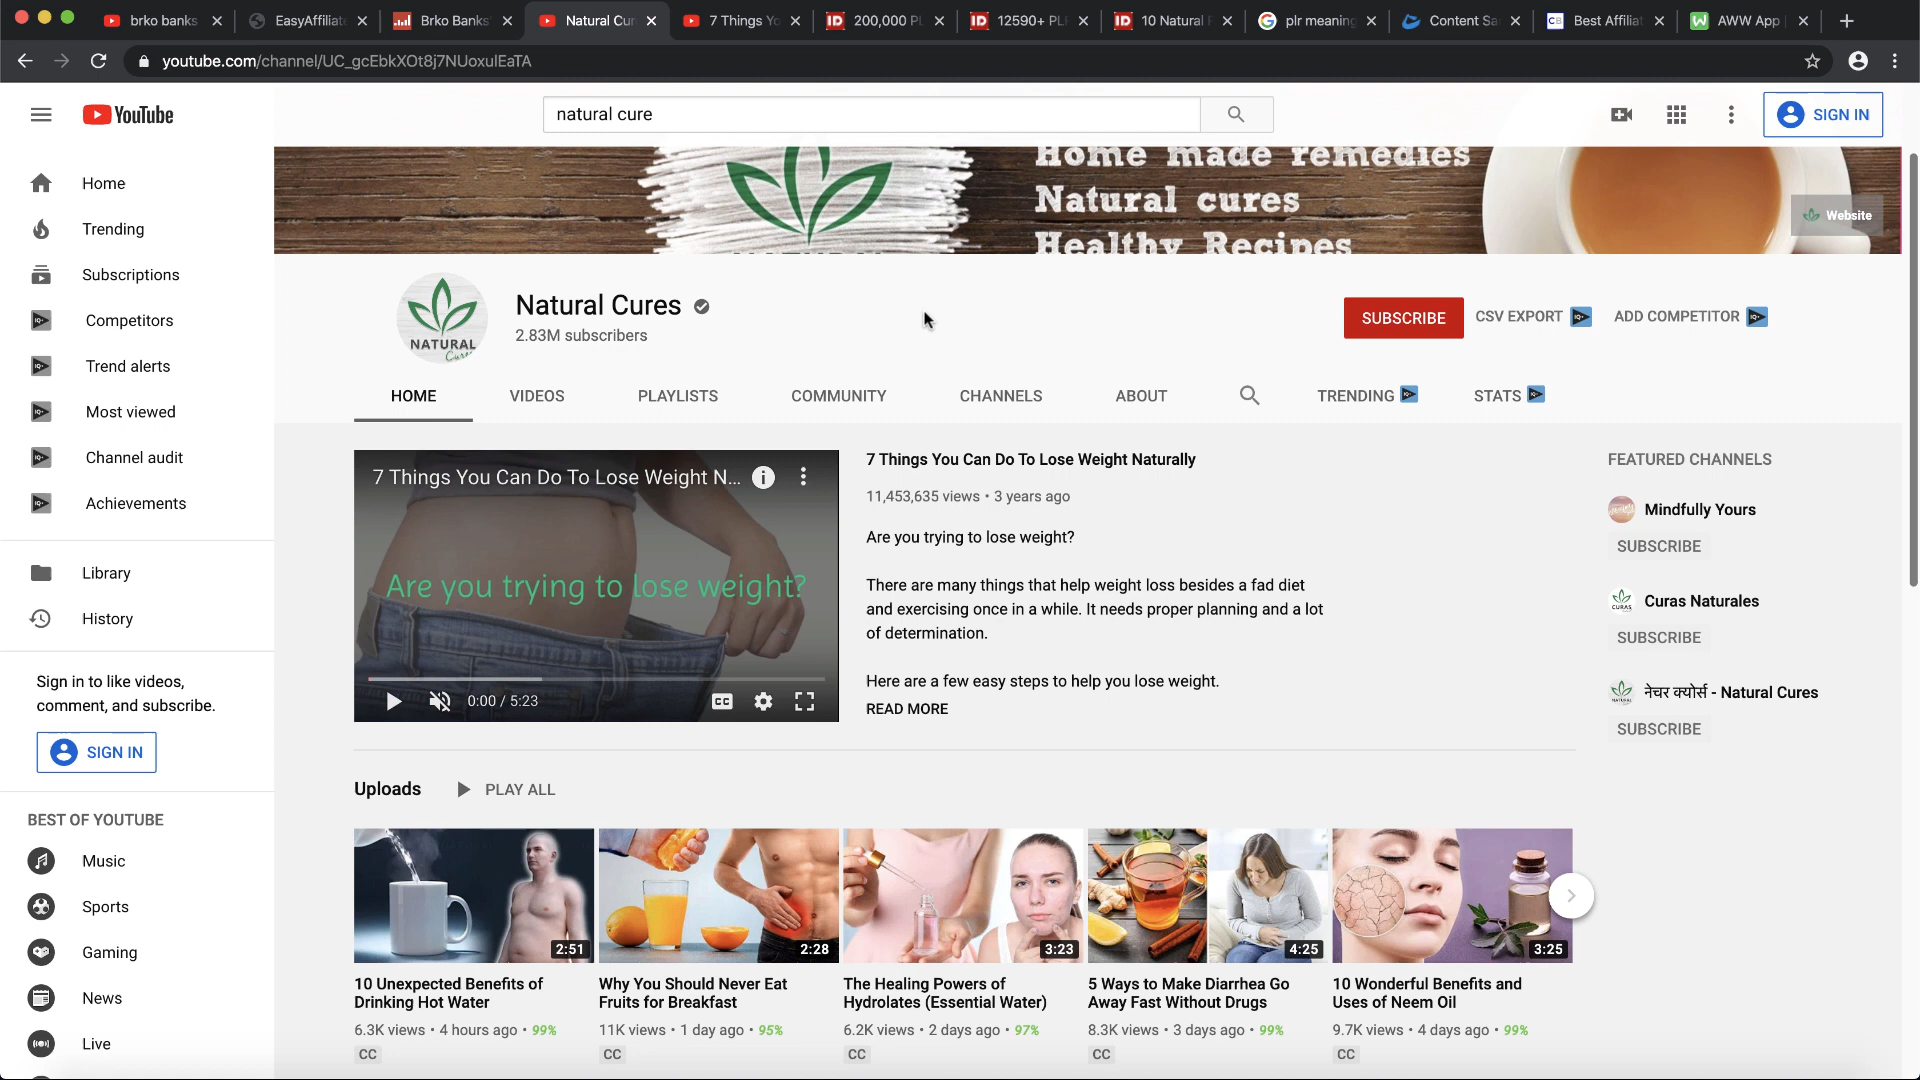 brko banks
EasyAffiliate
Brko Banks'
Natural Cur
7 Things Yo
200,000 PL
12590+ PLR
10 Natural
plr meaning
Content Sa
Best Affiliat
AWW App
youtube.com/channel/UC_gcEbkXOt8j7NUoxulEaTA
YouTube
natural cure
SIGN IN
Home
Trending
Subscriptions
Competitors
Trend alerts
Most viewed
Channel audit
Achievements
Library
History
Sign in to like videos,
comment, and subscribe.
SIGN IN
BEST OF YOUTUBE
Music
Sports
Gaming
News
Live
Home made remedies
Natural cures
Healthy Recipes
Website
NATURAL
Cures
Natural Cures
2.83M subscribers
SUBSCRIBE
CSV EXPORT
ADD COMPETITOR
HOME
VIDEOS
PLAYLISTS
COMMUNITY
CHANNELS
ABOUT
TRENDING
STATS
7 Things You Can Do To Lose Weight N...
Are you trying to lose weight?
0:00 / 5:23
CC
7 Things You Can Do To Lose Weight Naturally
11,453,635 views • 3 years ago
Are you trying to lose weight?
There are many things that help weight loss besides a fad diet
and exercising once in a while. It needs proper planning and a lot
of determination.
Here are a few easy steps to help you lose weight.
READ MORE
FEATURED CHANNELS
Mindfully Yours
SUBSCRIBE
Curas Naturales
SUBSCRIBE
नेचर क्योर्स - Natural Cures
SUBSCRIBE
Uploads
PLAY ALL
2:51
10 Unexpected Benefits of
Drinking Hot Water
6.3K views • 4 hours ago • 99%
CC
2:28
Why You Should Never Eat
Fruits for Breakfast
11K views • 1 day ago • 95%
CC
3:23
The Healing Powers of
Hydrolates (Essential Water)
6.2K views • 2 days ago • 97%
CC
4:25
5 Ways to Make Diarrhea Go
Away Fast Without Drugs
8.3K views • 3 days ago • 99%
CC
3:25
10 Wonderful Benefits and
Uses of Neem Oil
9.7K views • 4 days ago • 99%
CC